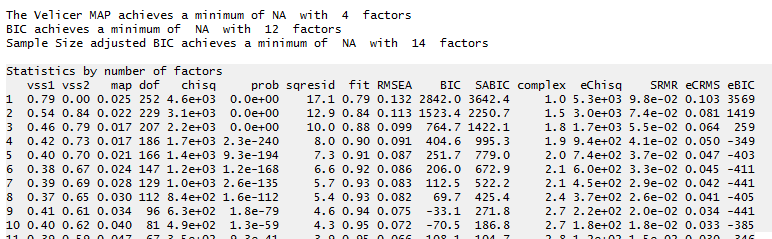 The Velicer MAP achieves a minimum of NA  with  4  factors
BIC achieves a minimum of  NA  with  12  factors
Sample Size adjusted BIC achieves a minimum of  NA  with  14  factors
Statistics by number of factors
vss1 vss2 map dof chisq prob sqresid fit RMSEA BIC SABIC complex eChisq SRMR eCRMS eBIC
1 0.79 0.00 0.025 252 4.6e+03 0.0e+00 17.1 0.79 0.132 2842.0 3642.4 1.0 5.3e+03 9.8e-02 0.103 3569
2 0.54 0.84 0.022 229 3.1e+03 0.0e+00 12.9 0.84 0.113 1523.4 2250.7 1.5 3.0e+03 7.4e-02 0.081 1419
3 0.46 0.79 0.017 207 2.2e+03 0.0e+00 10.0 0.88 0.099 764.7 1422.1 1.8 1.7e+03 5.5e-02 0.064 259
4 0.42 0.73 0.017 186 1.7e+03 2.3e-240 8.0 0.90 0.091 404.6 995.3 1.9 9.4e+02 4.1e-02 0.050 -349
5 0.40 0.70 0.021 166 1.4e+03 9.3e-194 7.3 0.91 0.087 251.7 779.0 2.0 7.4e+02 3.7e-02 0.047 -403
6 0.38 0.67 0.024 147 1.2e+03 1.2e-168 6.6 0.92 0.086 206.0 672.9 2.1 6.0e+02 3.3e-02 0.045 -411
7 0.39 0.69 0.028 129 1.0e+03 2.6e-135 5.7 0.93 0.083 112.5 522.2 2.1 4.5e+02 2.9e-02 0.042 -441
8 0.37 0.65 0.030 112 8.4e+02 1.6e-112 5.4 0.93 0.082 69.7 425.4 2.4 3.7e+02 2.6e-02 0.041 -405
9 0.41 0.61 0.034 96 6.3e+02 1.8e-79 4.6 0.94 0.075 -33.1 271.8 2.7 2.2e+02 2.0e-02 0.034 -441
10 0.40 0.62 0.040 81 4.9e+02 1.3e-59 4.3 0.95 0.072 -70.5 186.8 2.7 1.8e+02 1.8e-02 0.033 -385